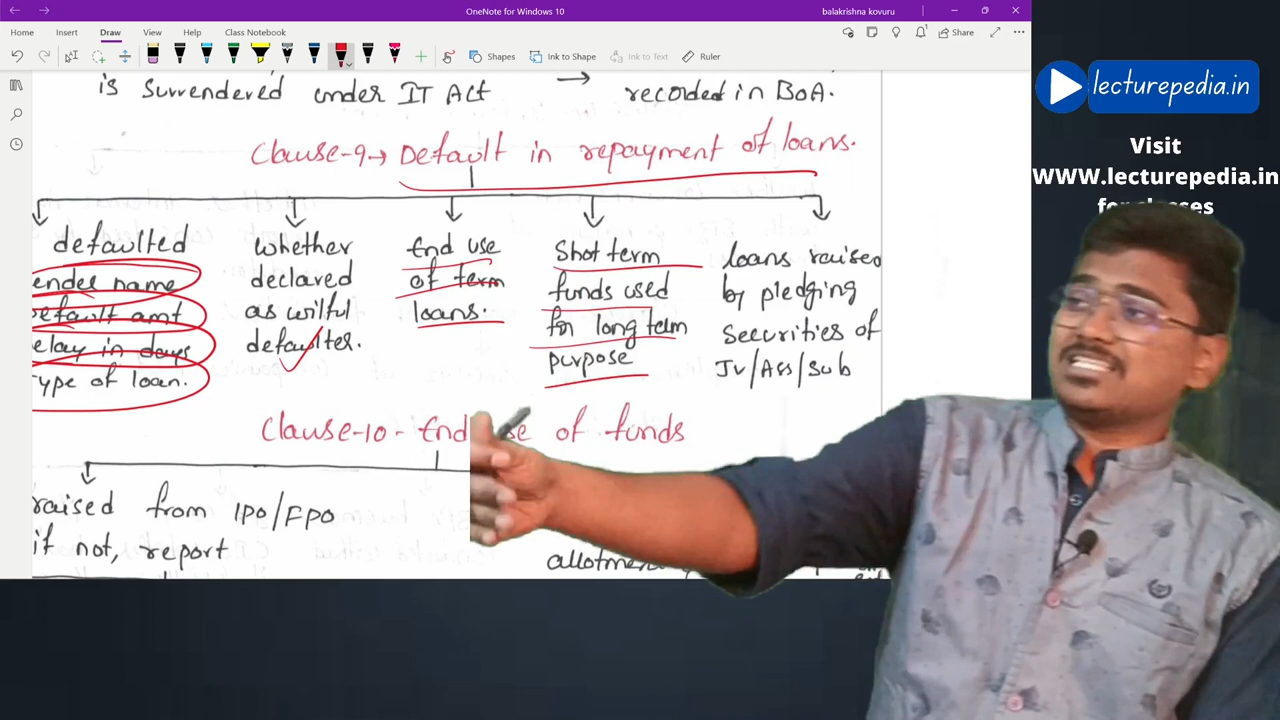 OneNote for Windows 10
balakrishna kovuru
Home
Insert
Draw
View
Help
Class Notebook
Share
Shapes
Ink to Shape
Ink to Text
Ruler
is Surrendered under IT Act
recorded in BoA.
Clause-9→ Default in repayment of loans.
defaulted
ender name
efault amt
elay in days
ype of loan.
whether
declared
as wilful
defaulter.
End use
of term
loans.
Shot term
funds used
for long term
purpose
loans raised
by pledging
securities of
Jv/Ass/Sub
Clause-10 - End use of funds
raised from IPO/FPO
if not, report
lecturepedia.in
Visit
www.lecturepedia.in
for classes